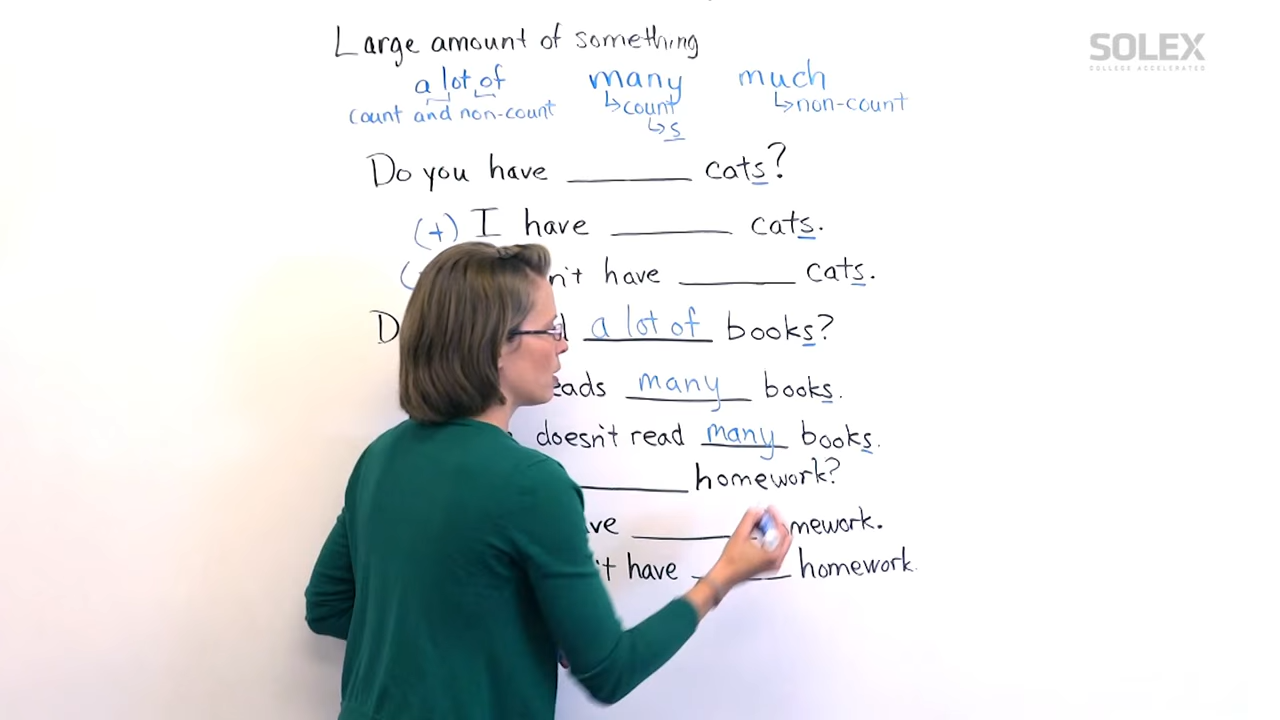 Large amount of something
SOLEX
COLLEGE ACCELERATED
a lot of many much
count and non-count ↳count ↳non-count
↳s
Do you have ______ cats?
(+) I have ______ cats.
n't have ______ cats.
D a lot of books?
eads many books.
doesn't read many books.
______ homework?
ve ______ mework.
't have ______ homework.